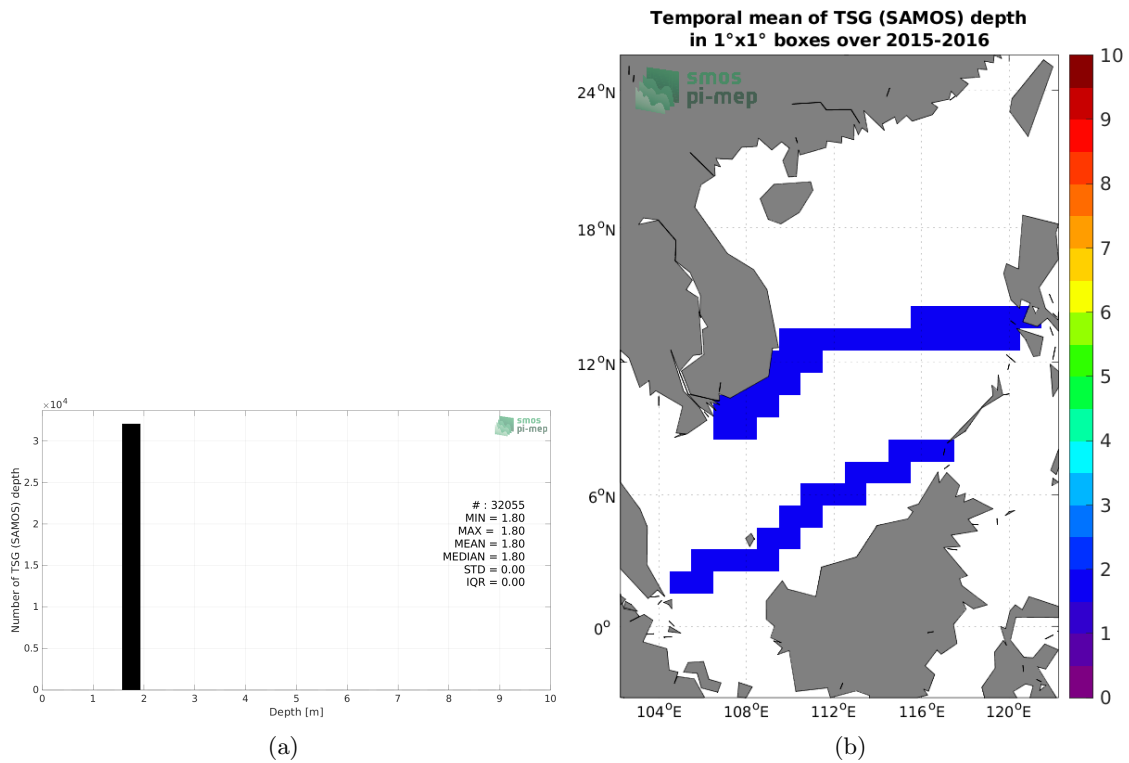 Temporal mean of TSG (SAMOS) depth
in 1°x1° boxes over 2015-2016
smos
pi-mep
24°N
18°N
12°N
6°N
0°
104°E
108°E
112°E
116°E
120°E
10
9
8
7
6
5
4
3
2
1
0
×10⁴
smos
pi-mep
Number of TSG (SAMOS) depth
3
2.5
2
1.5
1
0.5
0
# : 32055
MIN = 1.80
MAX = 1.80
MEAN = 1.80
MEDIAN = 1.80
STD = 0.00
IQR = 0.00
0 1 2 3 4 5 6 7 8 9 10
Depth [m]
(a)
(b)